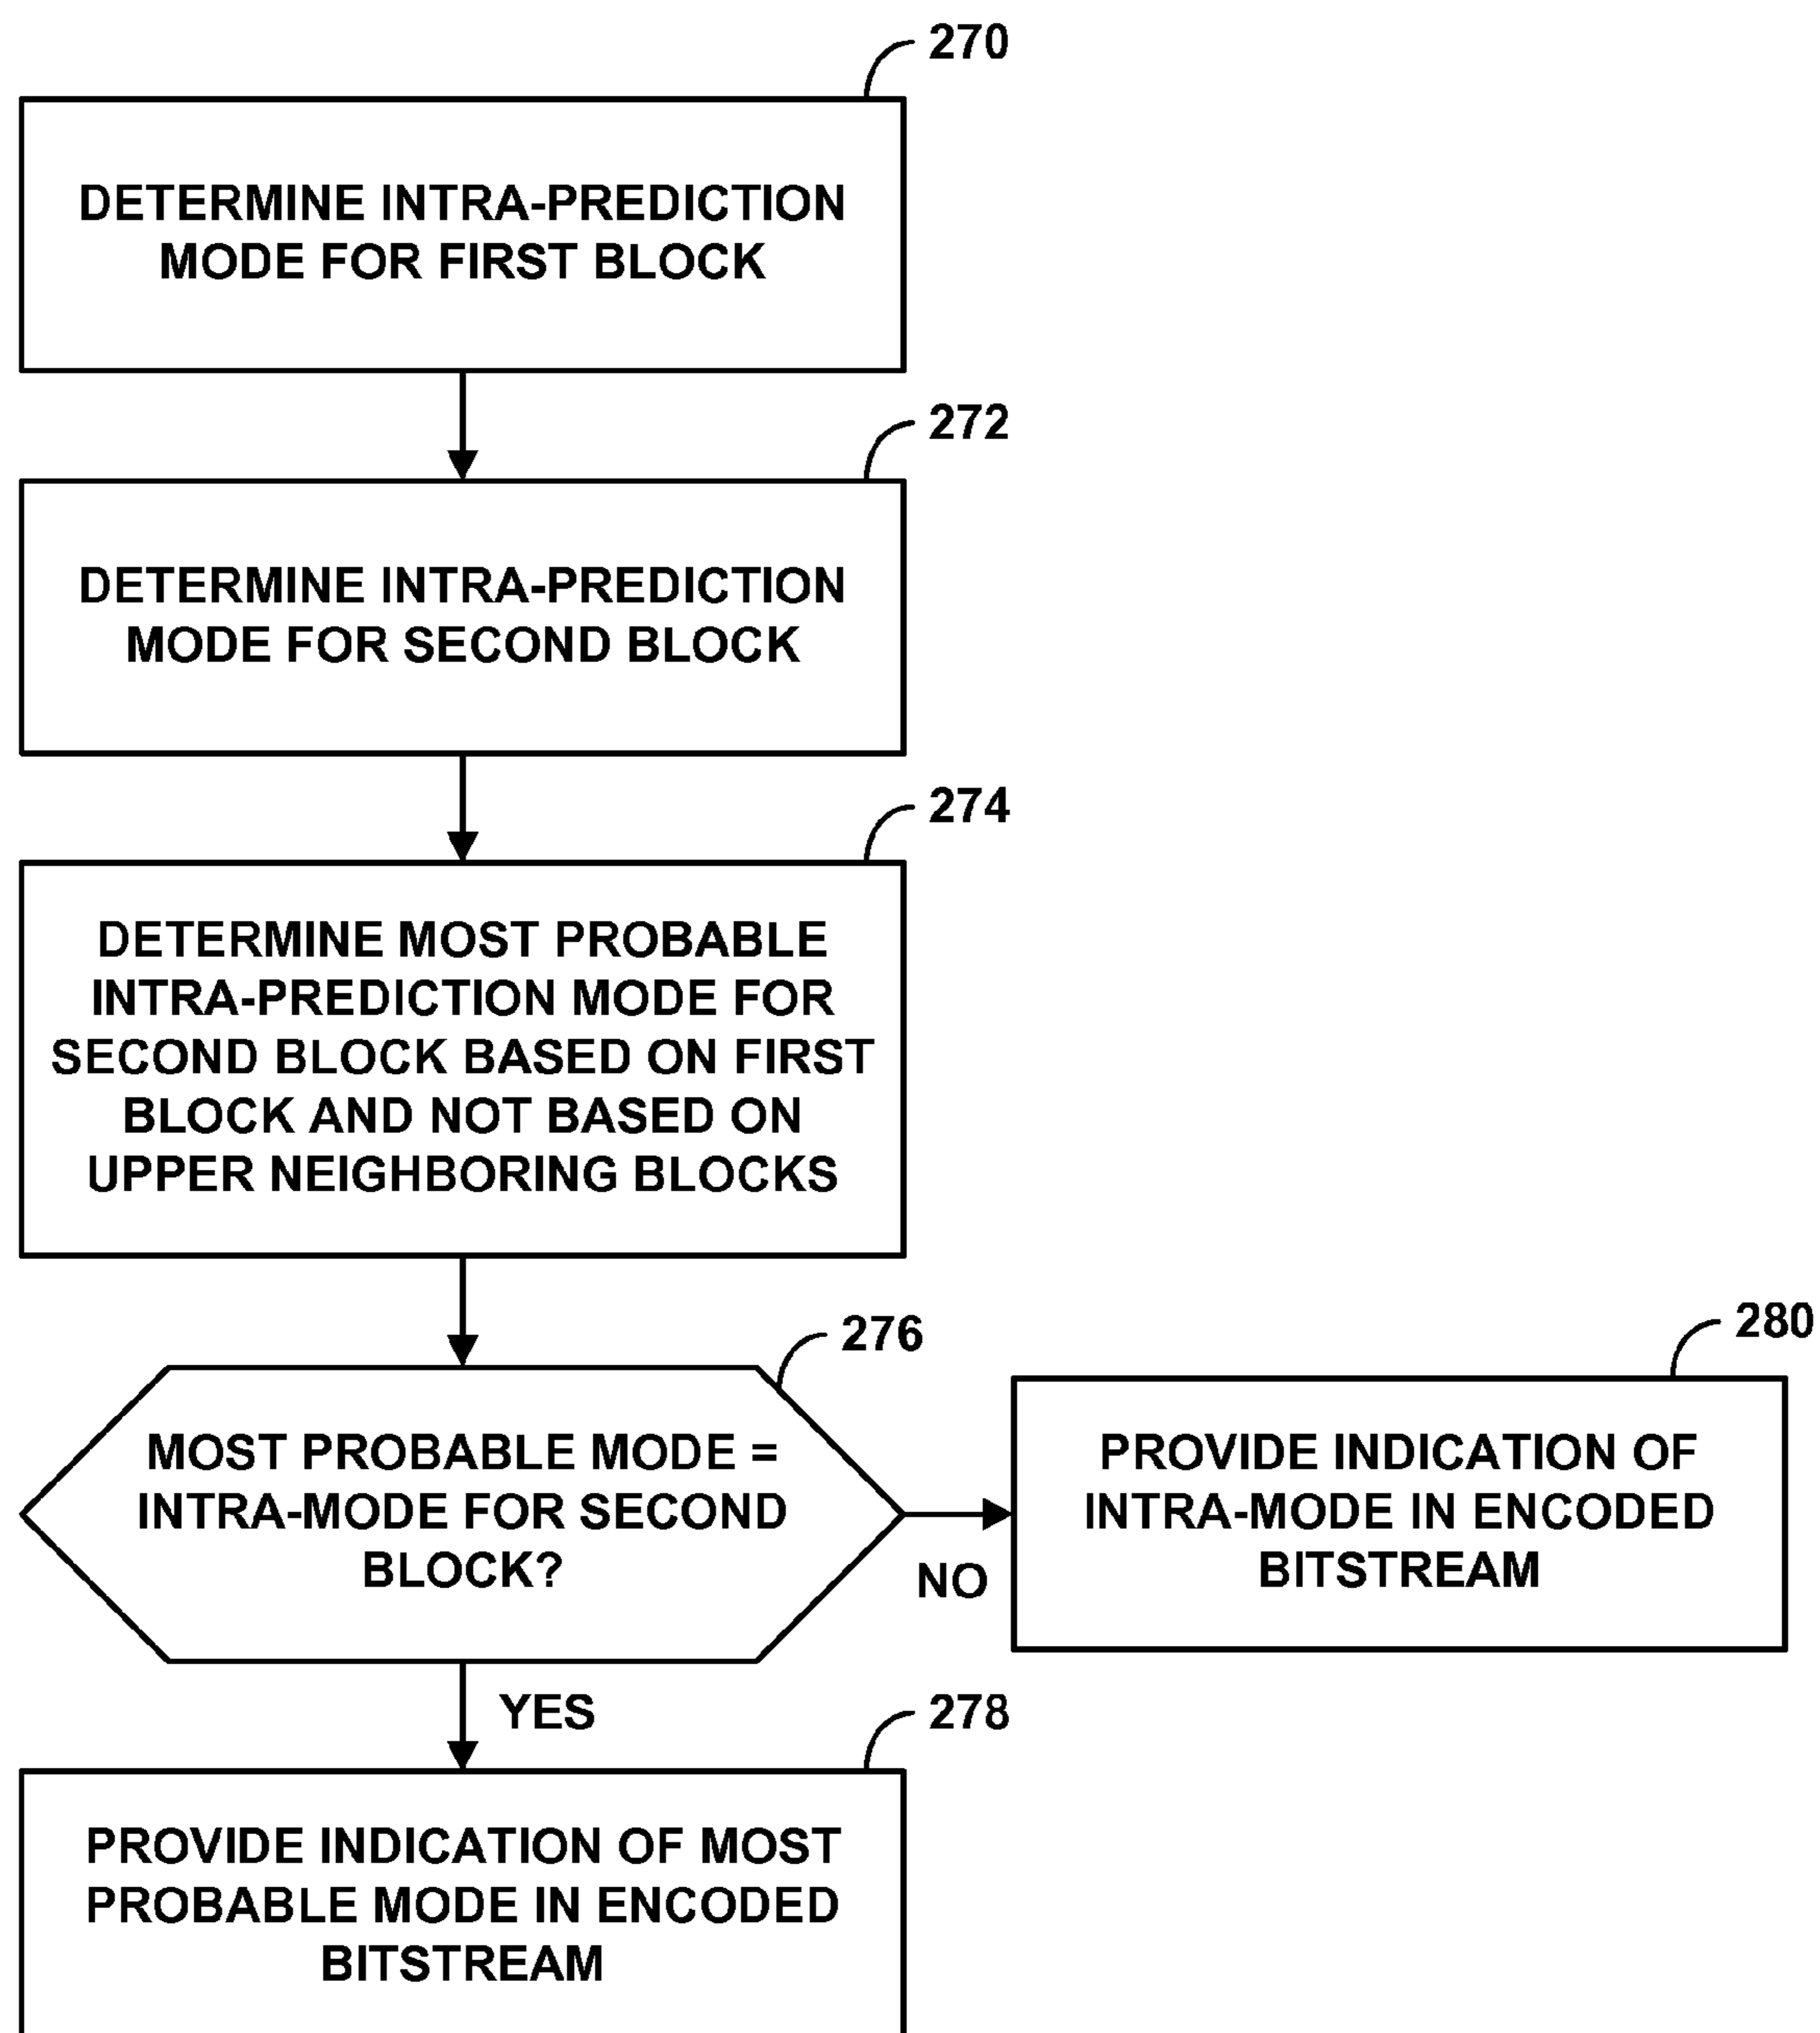 270
DETERMINE INTRA-PREDICTION
MODE FOR FIRST BLOCK
272
DETERMINE INTRA-PREDICTION
MODE FOR SECOND BLOCK
274
DETERMINE MOST PROBABLE
INTRA-PREDICTION MODE FOR
SECOND BLOCK BASED ON FIRST
BLOCK AND NOT BASED ON
UPPER NEIGHBORING BLOCKS
276
MOST PROBABLE MODE =
INTRA-MODE FOR SECOND
BLOCK?
NO
280
PROVIDE INDICATION OF
INTRA-MODE IN ENCODED
BITSTREAM
YES
278
PROVIDE INDICATION OF MOST
PROBABLE MODE IN ENCODED
BITSTREAM